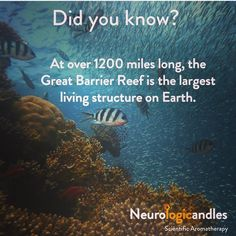 Did you know?
At over 1200 miles long, the
Great Barrier Reef is the largest
living structure on Earth.
Neurologicandles
Scientific Aromatherapy